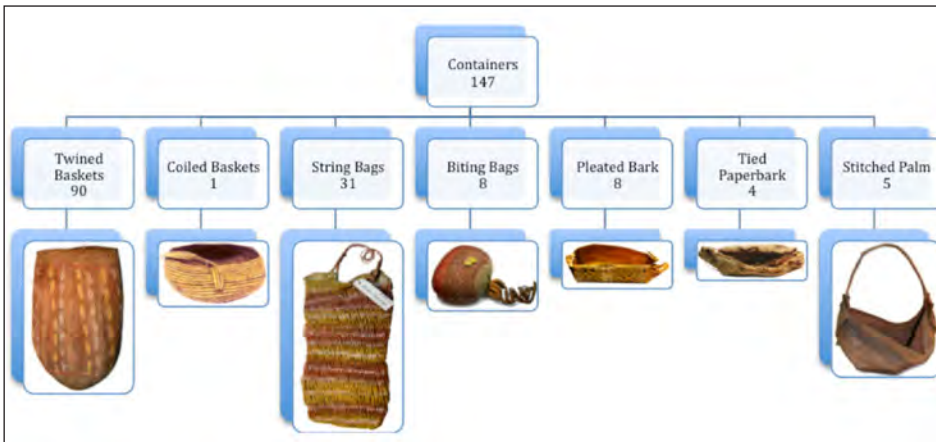 Containers
147
Twined
Baskets
90
Coiled Baskets
1
String Bags
31
Biting Bags
8
Pleated Bark
8
Tied
Paperbark
4
Stitched Palm
5